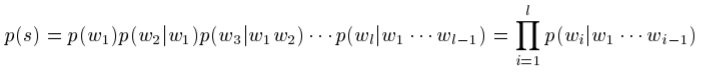 p(s) = p(w_1)p(w_2|w_1)p(w_3|w_1 w_2) ⋯ p(w_l|w_1 ⋯ w_{l−1}) = ∏_{i=1}^{l} p(w_i|w_1 ⋯ w_{i−1})